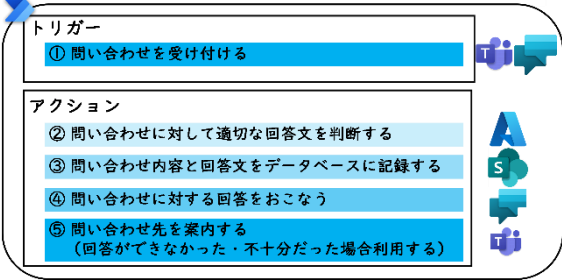 トリガー
① 問い合わせを受け付ける
アクション
② 問い合わせに対して適切な回答文を判断する
③ 問い合わせ内容と回答文をデータベースに記録する
④ 問い合わせに対する回答をおこなう
⑤ 問い合わせ先を案内する
（回答ができなかった・不十分だった場合利用する）